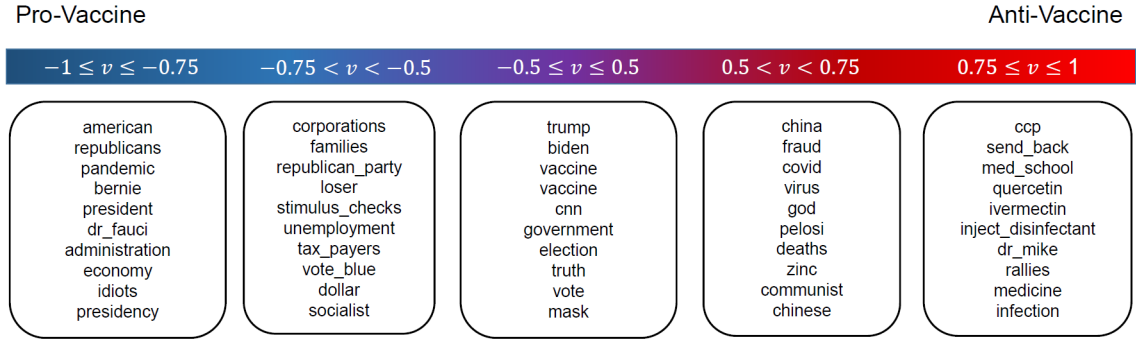 Pro-Vaccine
Anti-Vaccine
−1 ≤ v ≤ −0.75
−0.75 < v < −0.5
−0.5 ≤ v ≤ 0.5
0.5 < v < 0.75
0.75 ≤ v ≤ 1
american
republicans
pandemic
bernie
president
dr_fauci
administration
economy
idiots
presidency
corporations
families
republican_party
loser
stimulus_checks
unemployment
tax_payers
vote_blue
dollar
socialist
trump
biden
vaccine
vaccine
cnn
government
election
truth
vote
mask
china
fraud
covid
virus
god
pelosi
deaths
zinc
communist
chinese
ccp
send_back
med_school
quercetin
ivermectin
inject_disinfectant
dr_mike
rallies
medicine
infection